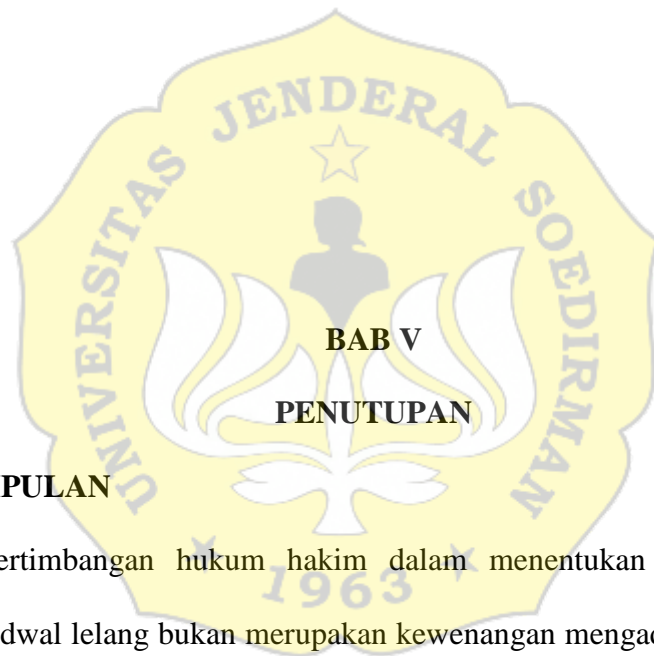 UNIVERSITAS JENDERAL SOEDIRMAN
1963
BAB V
PENUTUPAN
PULAN
ertimbangan hukum hakim dalam menentukan
dwal lelang bukan merupakan kewenangan mengad